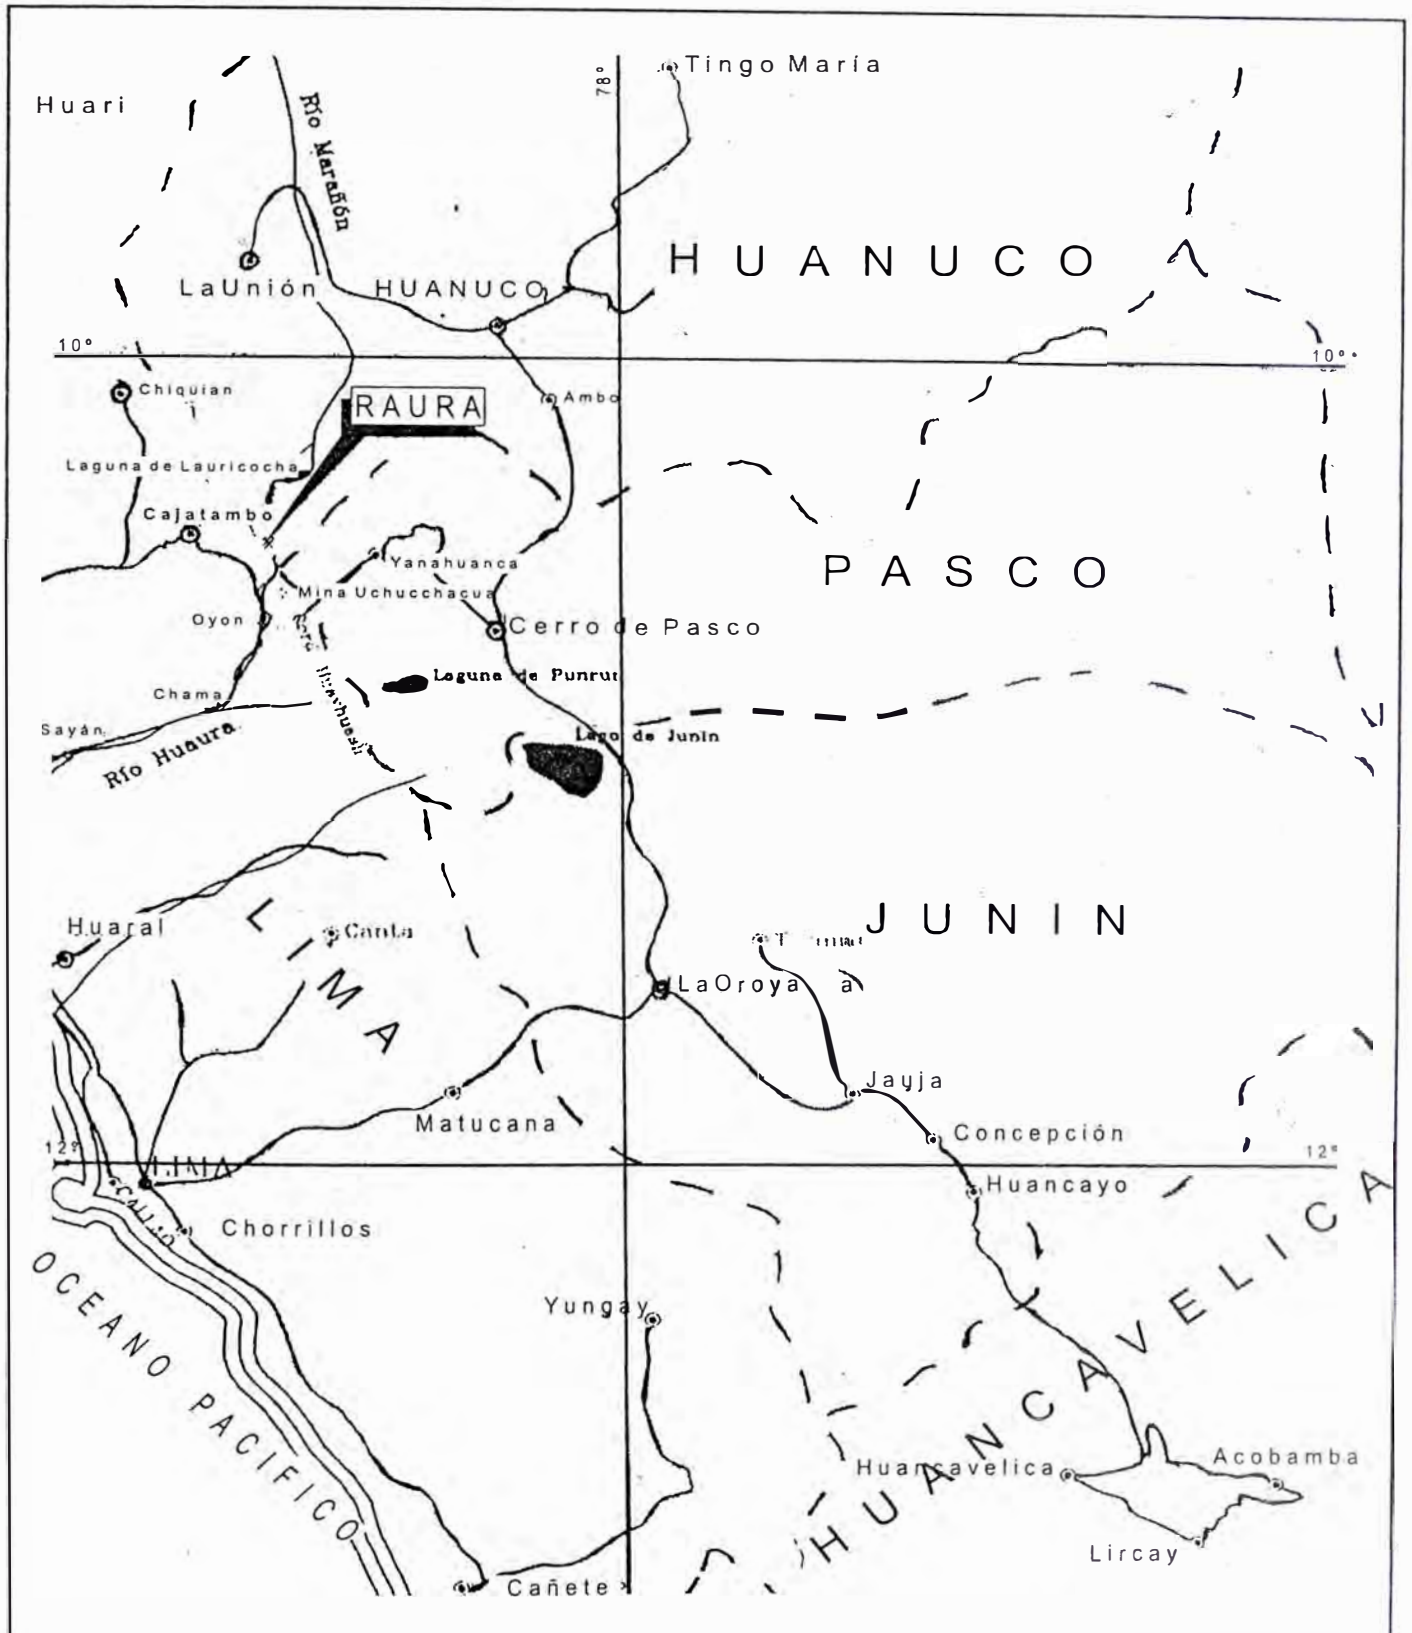 Tingo María
78°
Huari
Río Marañón
HUANUCO
LaUnión
HUANUCO
10°
10°
Chiquian
RAURA
Ambo
Laguna de Lauricocha
Cajatambo
Yanahuanca
PASCO
Mina Uchucchacua
Oyon
Cerro de Pasco
Laguna de Punrun
Chama
Sayán
Río Huaura
Lago de Junín
Huaral
LIMA
Canta
JUNIN
LaOroya
Jauja
Matucana
Concepción
12°
LIMA
12°
Huancayo
CALLAO
Chorrillos
OCEANO PACIFICO
Yungay
HUANCAVELICA
Huancavelica
Acobamba
Lircay
Cañete